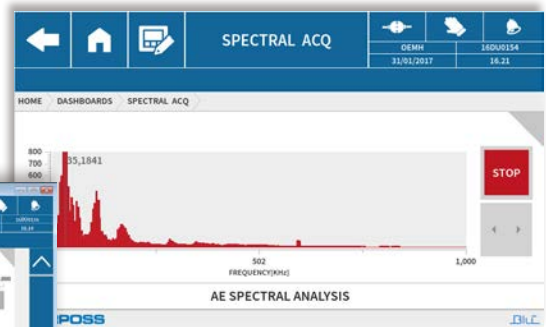 SPECTRAL ACQ
OEMH 16DU0154
31/01/2017 16.21
HOME DASHBOARDS SPECTRAL ACQ
800
700
600
35,1841
STOP
502
1,000
FREQUENCY[KHz]
AE SPECTRAL ANALYSIS
POSS
BLÚ